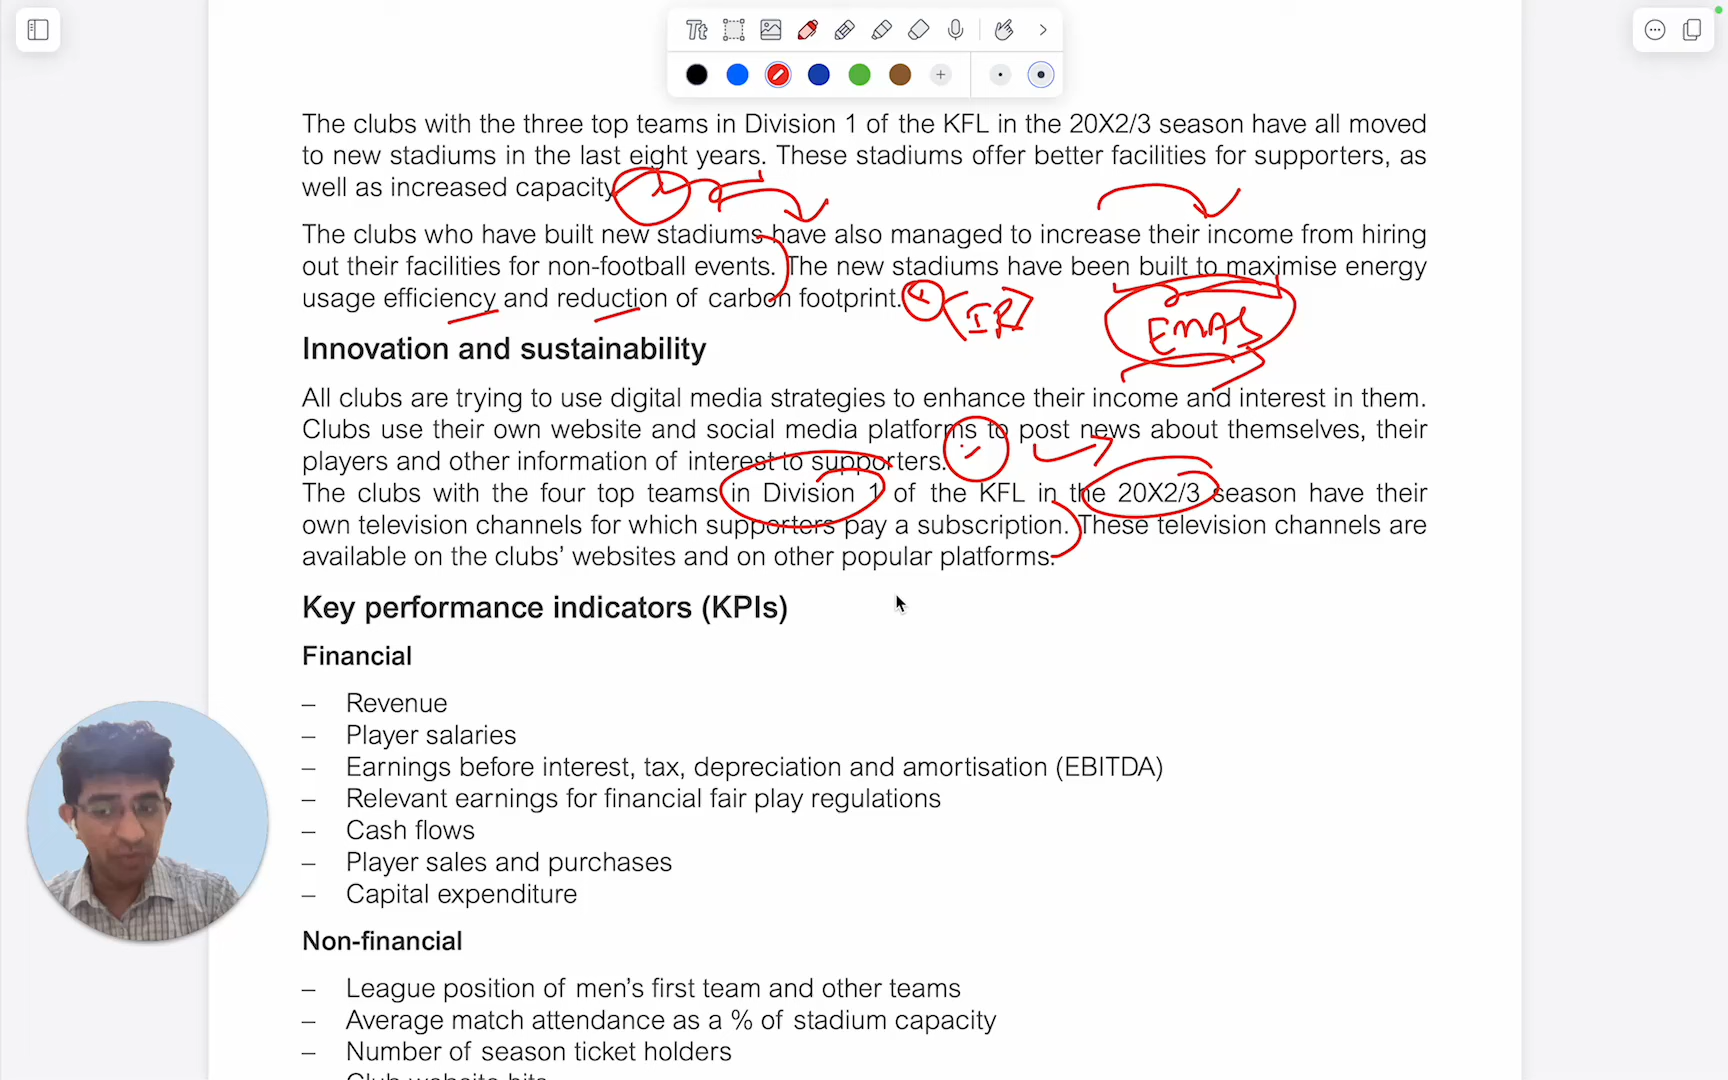 Tt
The clubs with the three top teams in Division 1 of the KFL in the 20X2/3 season have all moved
to new stadiums in the last eight years. These stadiums offer better facilities for supporters, as
well as increased capacity
The clubs who have built new stadiums have also managed to increase their income from hiring
out their facilities for non-football events. The new stadiums have been built to maximise energy
usage efficiency and reduction of carbon footprint.
(IR)
EMAS
Innovation and sustainability
All clubs are trying to use digital media strategies to enhance their income and interest in them.
Clubs use their own website and social media platforms to post news about themselves, their
players and other information of interest to supporters.
The clubs with the four top teams in Division 1 of the KFL in the 20X2/3 season have their
own television channels for which supporters pay a subscription. These television channels are
available on the clubs' websites and on other popular platforms.
Key performance indicators (KPIs)
Financial
– Revenue
– Player salaries
– Earnings before interest, tax, depreciation and amortisation (EBITDA)
– Relevant earnings for financial fair play regulations
– Cash flows
– Player sales and purchases
– Capital expenditure
Non-financial
– League position of men's first team and other teams
– Average match attendance as a % of stadium capacity
– Number of season ticket holders
– Club website hits